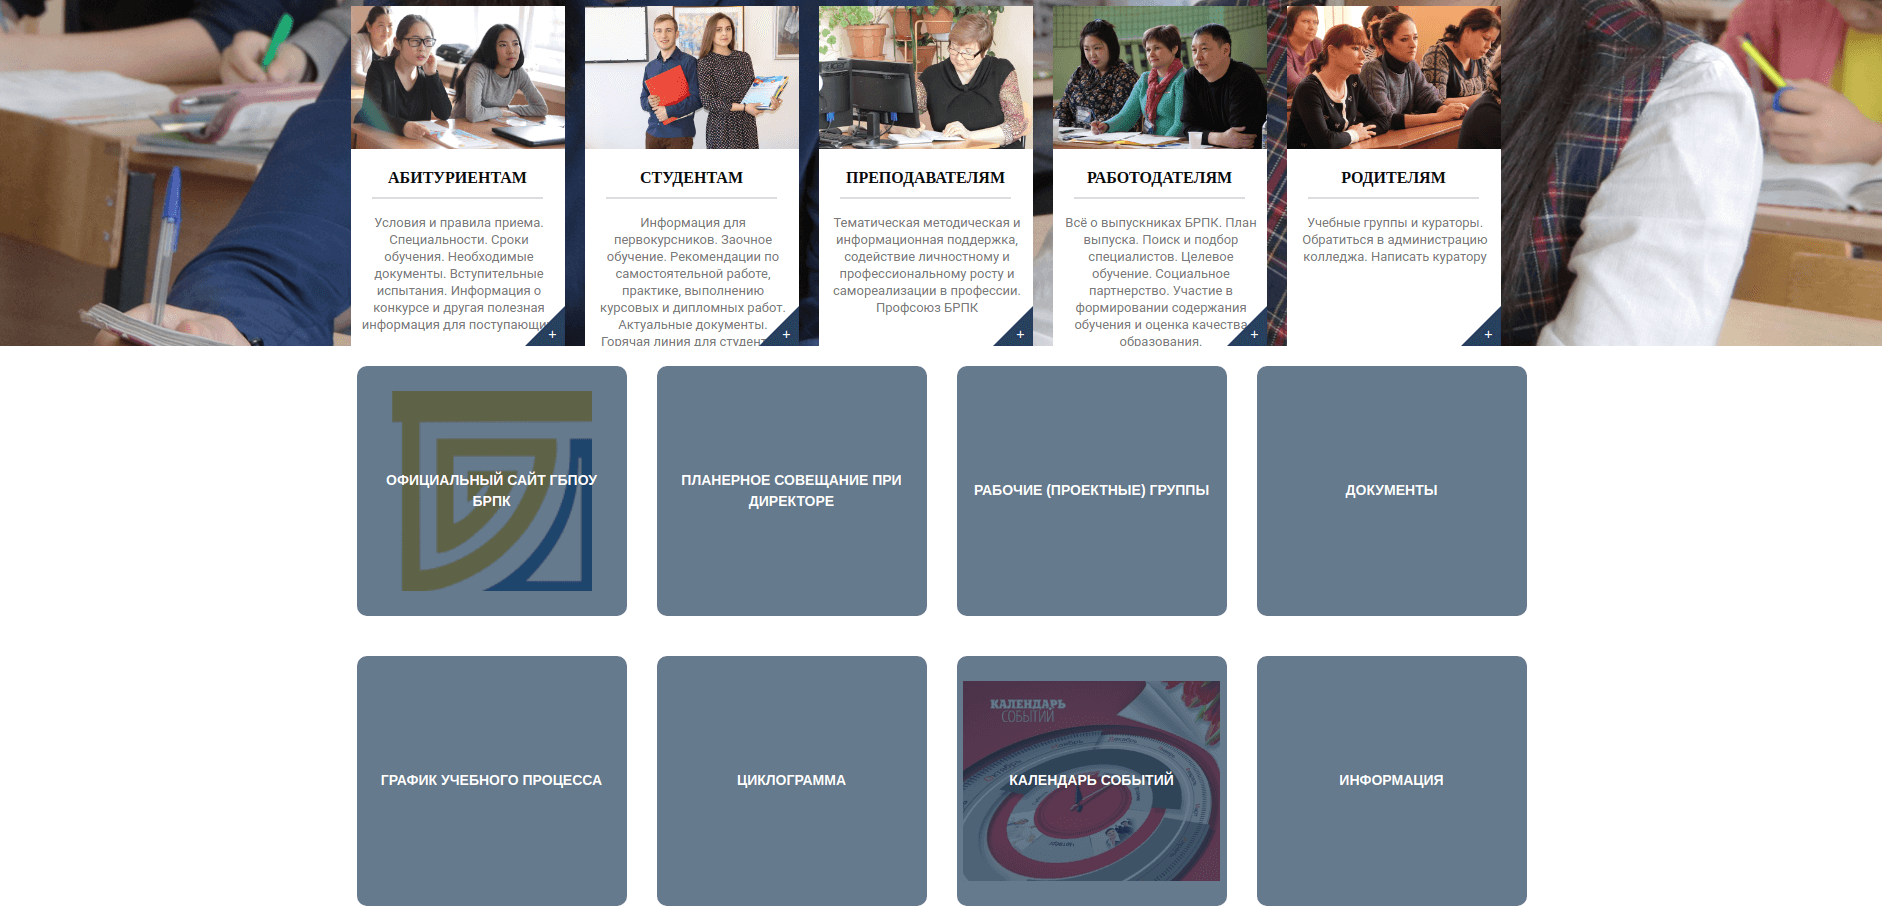 АБИТУРИЕНТАМ
Условия и правила приема.
Специальности. Сроки
обучения. Необходимые
документы. Вступительные
испытания. Информация о
конкурсе и другая полезная
информация для поступающи
+
СТУДЕНТАМ
Информация для
первокурсников. Заочное
обучение. Рекомендации по
самостоятельной работе,
практике, выполнению
курсовых и дипломных работ.
Актуальные документы.
Горячая линия для студент
+
ПРЕПОДАВАТЕЛЯМ
Тематическая методическая и
информационная поддержка,
содействие личностному и
профессиональному росту и
самореализации в профессии.
Профсоюз БРПК
+
РАБОТОДАТЕЛЯМ
Всё о выпускниках БРПК. План
выпуска. Поиск и подбор
специалистов. Целевое
обучение. Социальное
партнерство. Участие в
формировании содержания
обучения и оценка качества
образования.
+
РОДИТЕЛЯМ
Учебные группы и кураторы.
Обратиться в администрацию
колледжа. Написать куратору
+
ОФИЦИАЛЬНЫЙ САЙТ ГБПОУ
БРПК
ПЛАНЕРНОЕ СОВЕЩАНИЕ ПРИ
ДИРЕКТОРЕ
РАБОЧИЕ (ПРОЕКТНЫЕ) ГРУППЫ
ДОКУМЕНТЫ
ГРАФИК УЧЕБНОГО ПРОЦЕССА
ЦИКЛОГРАММА
КАЛЕНДАРЬ
СОБЫТИЙ
КАЛЕНДАРЬ СОБЫТИЙ
ИНФОРМАЦИЯ